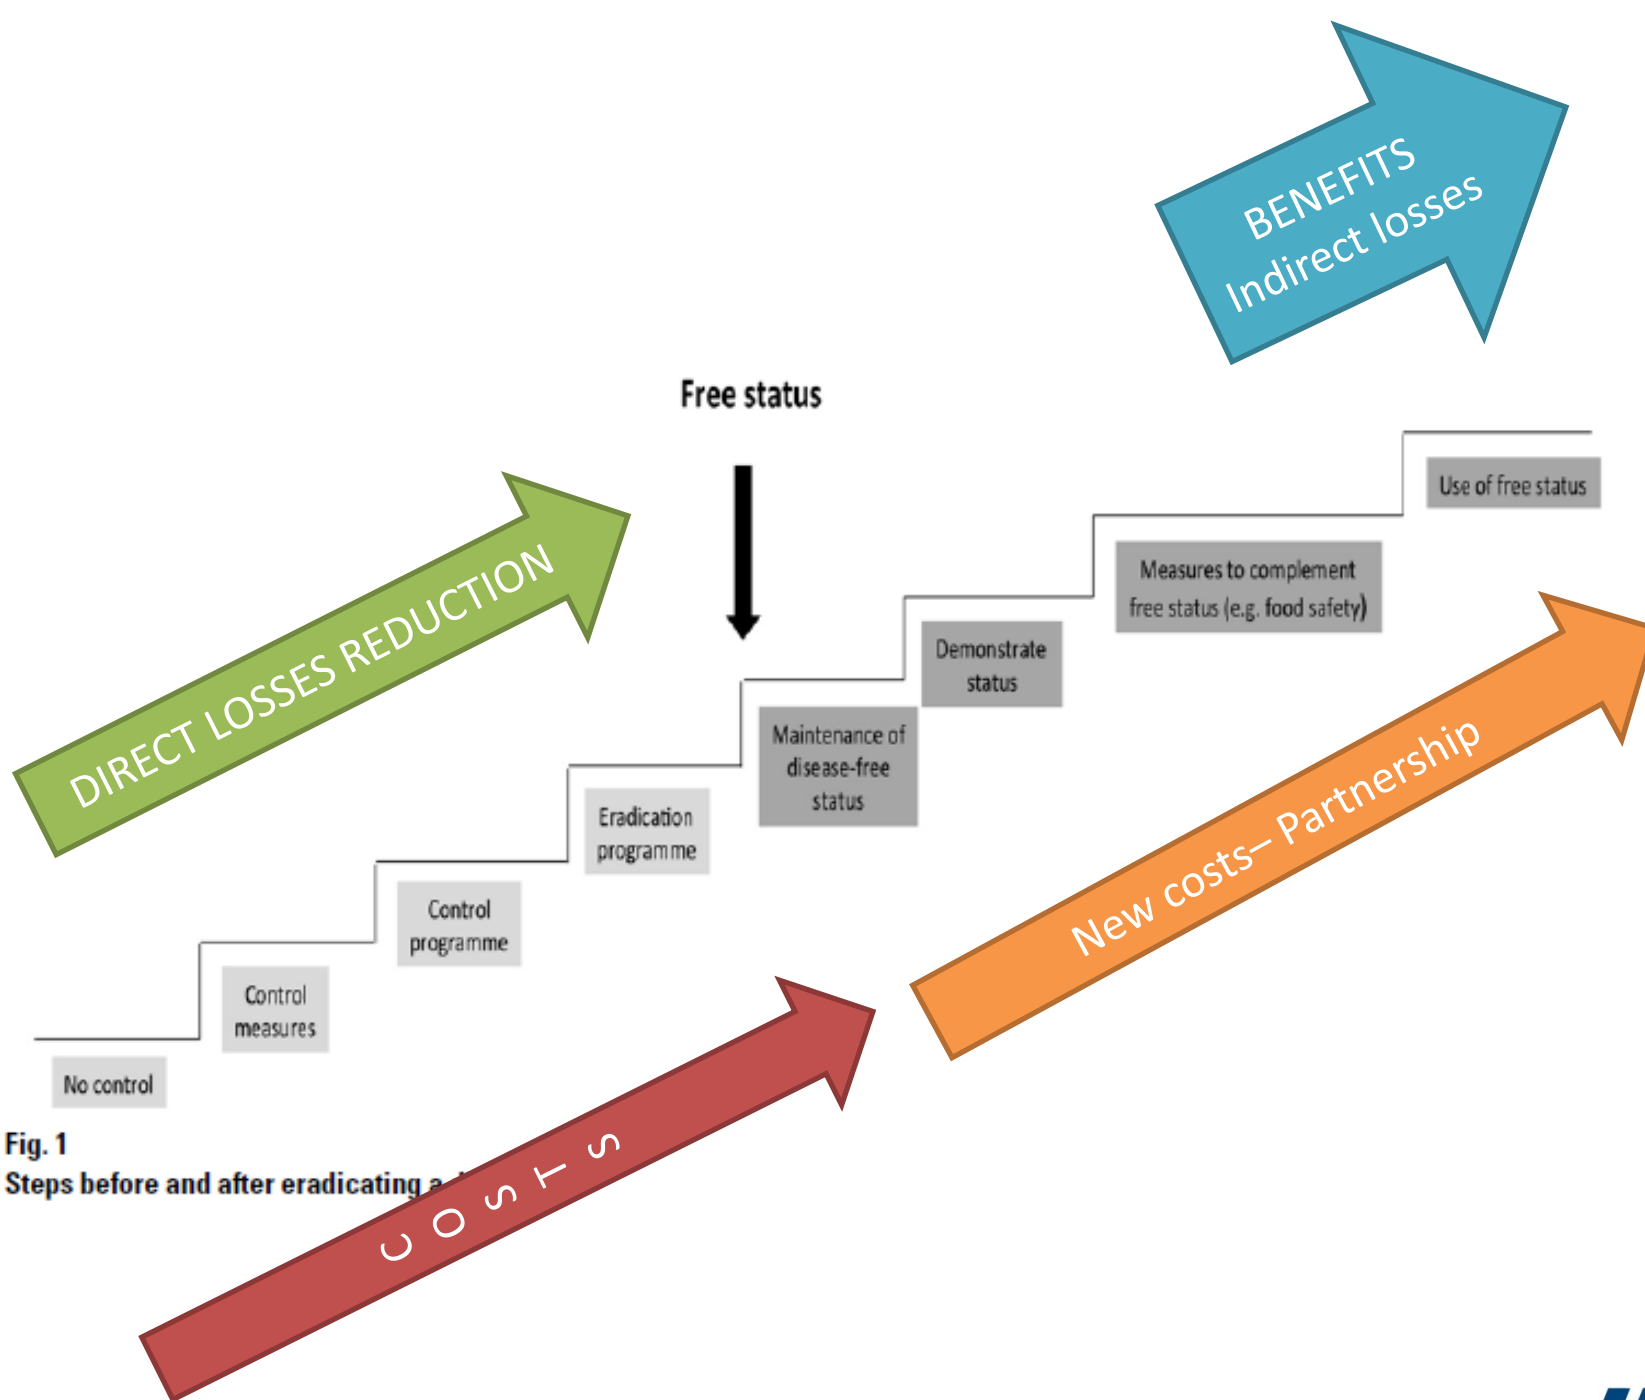 BENEFITS
Indirect losses
Free status
DIRECT LOSSES REDUCTION
Use of free status
Measures to complement
free status (e.g. food safety)
Demonstrate
status
Maintenance of
disease-free
status
Eradication
programme
Control
programme
Control
measures
No control
New costs– Partnership
COSTS
Fig. 1
Steps before and after eradicating a